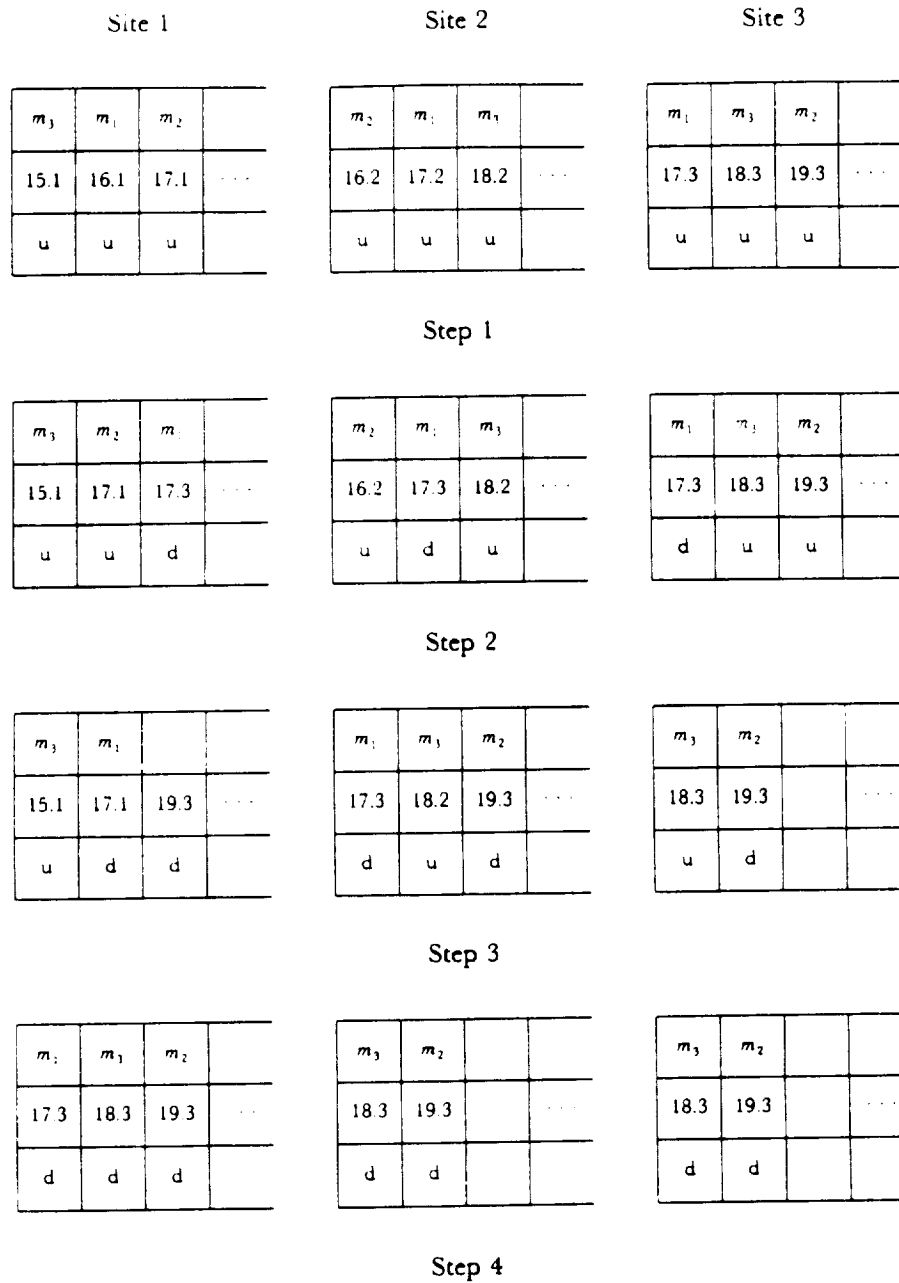 Site 1 Site 2 Site 3
m₃ m₁ m₂ m₂ m₁ m₃ m₁ m₃ m₂
15.1 16.1 17.1 ··· 16.2 17.2 18.2 ··· 17.3 18.3 19.3 ···
u u u u u u u u u
Step 1
m₃ m₂ m₁ m₂ m₁ m₃ m₁ m₃ m₂
15.1 17.1 17.3 ··· 16.2 17.3 18.2 ··· 17.3 18.3 19.3 ···
u u d u d u d u u
Step 2
m₃ m₁ m₁ m₃ m₂ m₃ m₂
15.1 17.1 19.3 ··· 17.3 18.2 19.3 ··· 18.3 19.3 ···
u d d d u d u d
Step 3
m₁ m₃ m₂ m₃ m₂ m₃ m₂
17.3 18.3 19.3 ··· 18.3 19.3 ··· 18.3 19.3 ···
d d d d d d d
Step 4